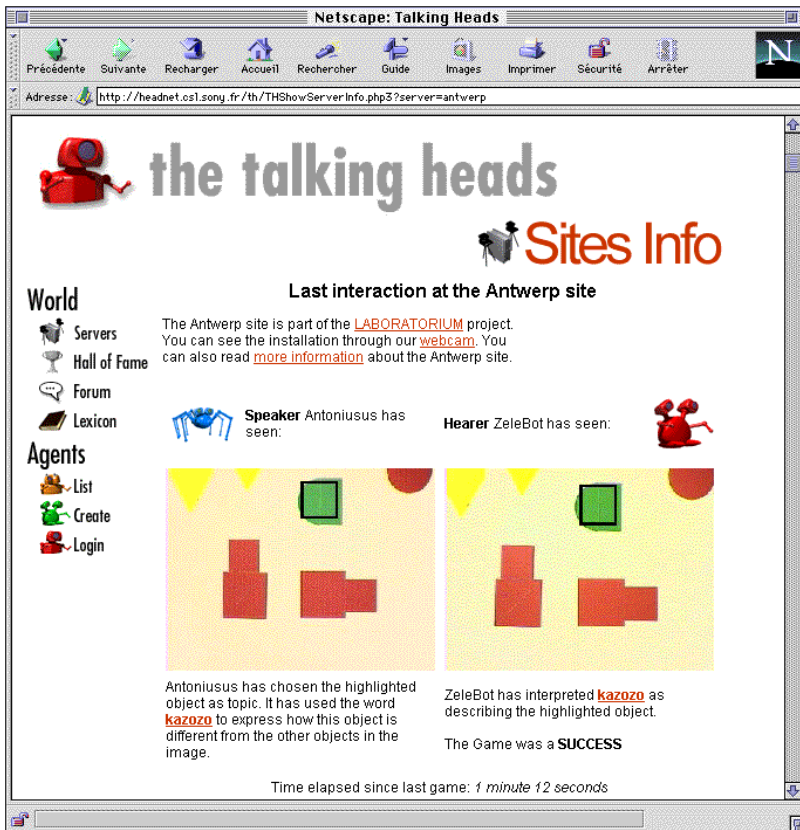 Netscape: Talking Heads
Précédente Suivante Recharger Accueil Rechercher Guide Images Imprimer Sécurité Arrêter
N
Adresse: http://headnet.csl.sony.fr/th/THShowServerInfo.php3?server=antwerp
the talking heads
Sites Info
World
Servers
Hall of Fame
Forum
Lexicon
Agents
List
Create
Login
Last interaction at the Antwerp site
The Antwerp site is part of the LABORATORIUM project.
You can see the installation through our webcam. You
can also read more information about the Antwerp site.
Speaker Antoniusus has
seen:
Hearer ZeleBot has seen:
Antoniusus has chosen the highlighted
object as topic. It has used the word
kazozo to express how this object is
different from the other objects in the
image.
ZeleBot has interpreted kazozo as
describing the highlighted object.
The Game was a SUCCESS
Time elapsed since last game: 1 minute 12 seconds